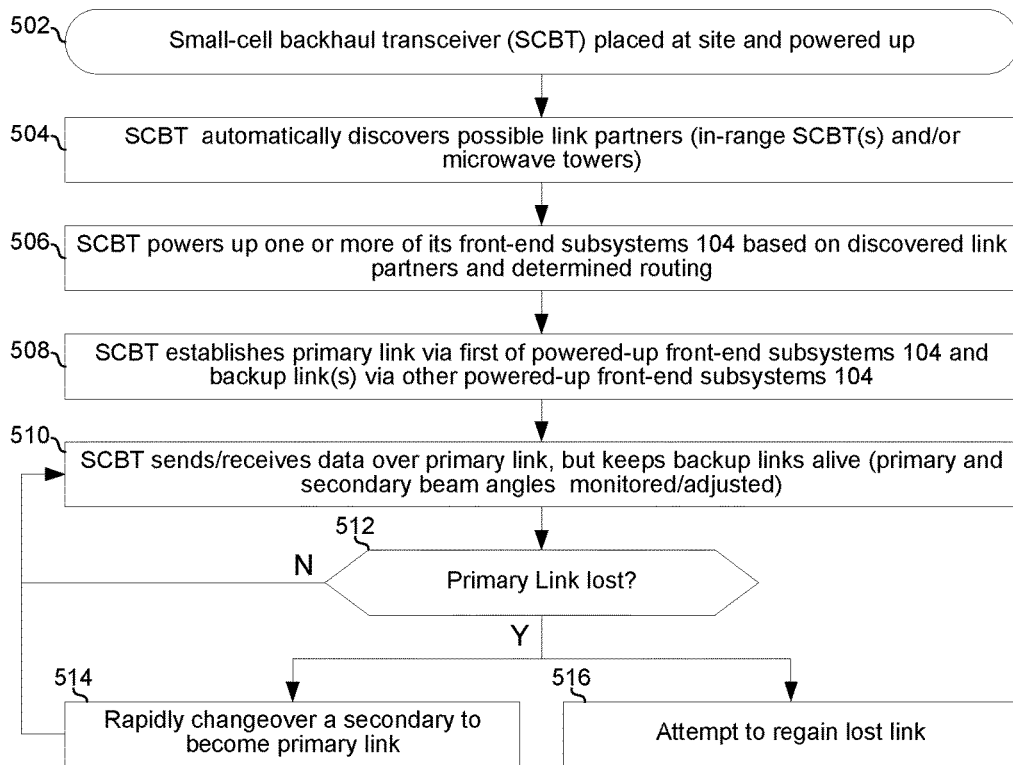 502
Small-cell backhaul transceiver (SCBT) placed at site and powered up
504
SCBT automatically discovers possible link partners (in-range SCBT(s) and/or
microwave towers)
506
SCBT powers up one or more of its front-end subsystems 104 based on discovered link
partners and determined routing
508
SCBT establishes primary link via first of powered-up front-end subsystems 104 and
backup link(s) via other powered-up front-end subsystems 104
510
SCBT sends/receives data over primary link, but keeps backup links alive (primary and
secondary beam angles monitored/adjusted)
512
N
Primary Link lost?
Y
514
Rapidly changeover a secondary to
become primary link
516
Attempt to regain lost link